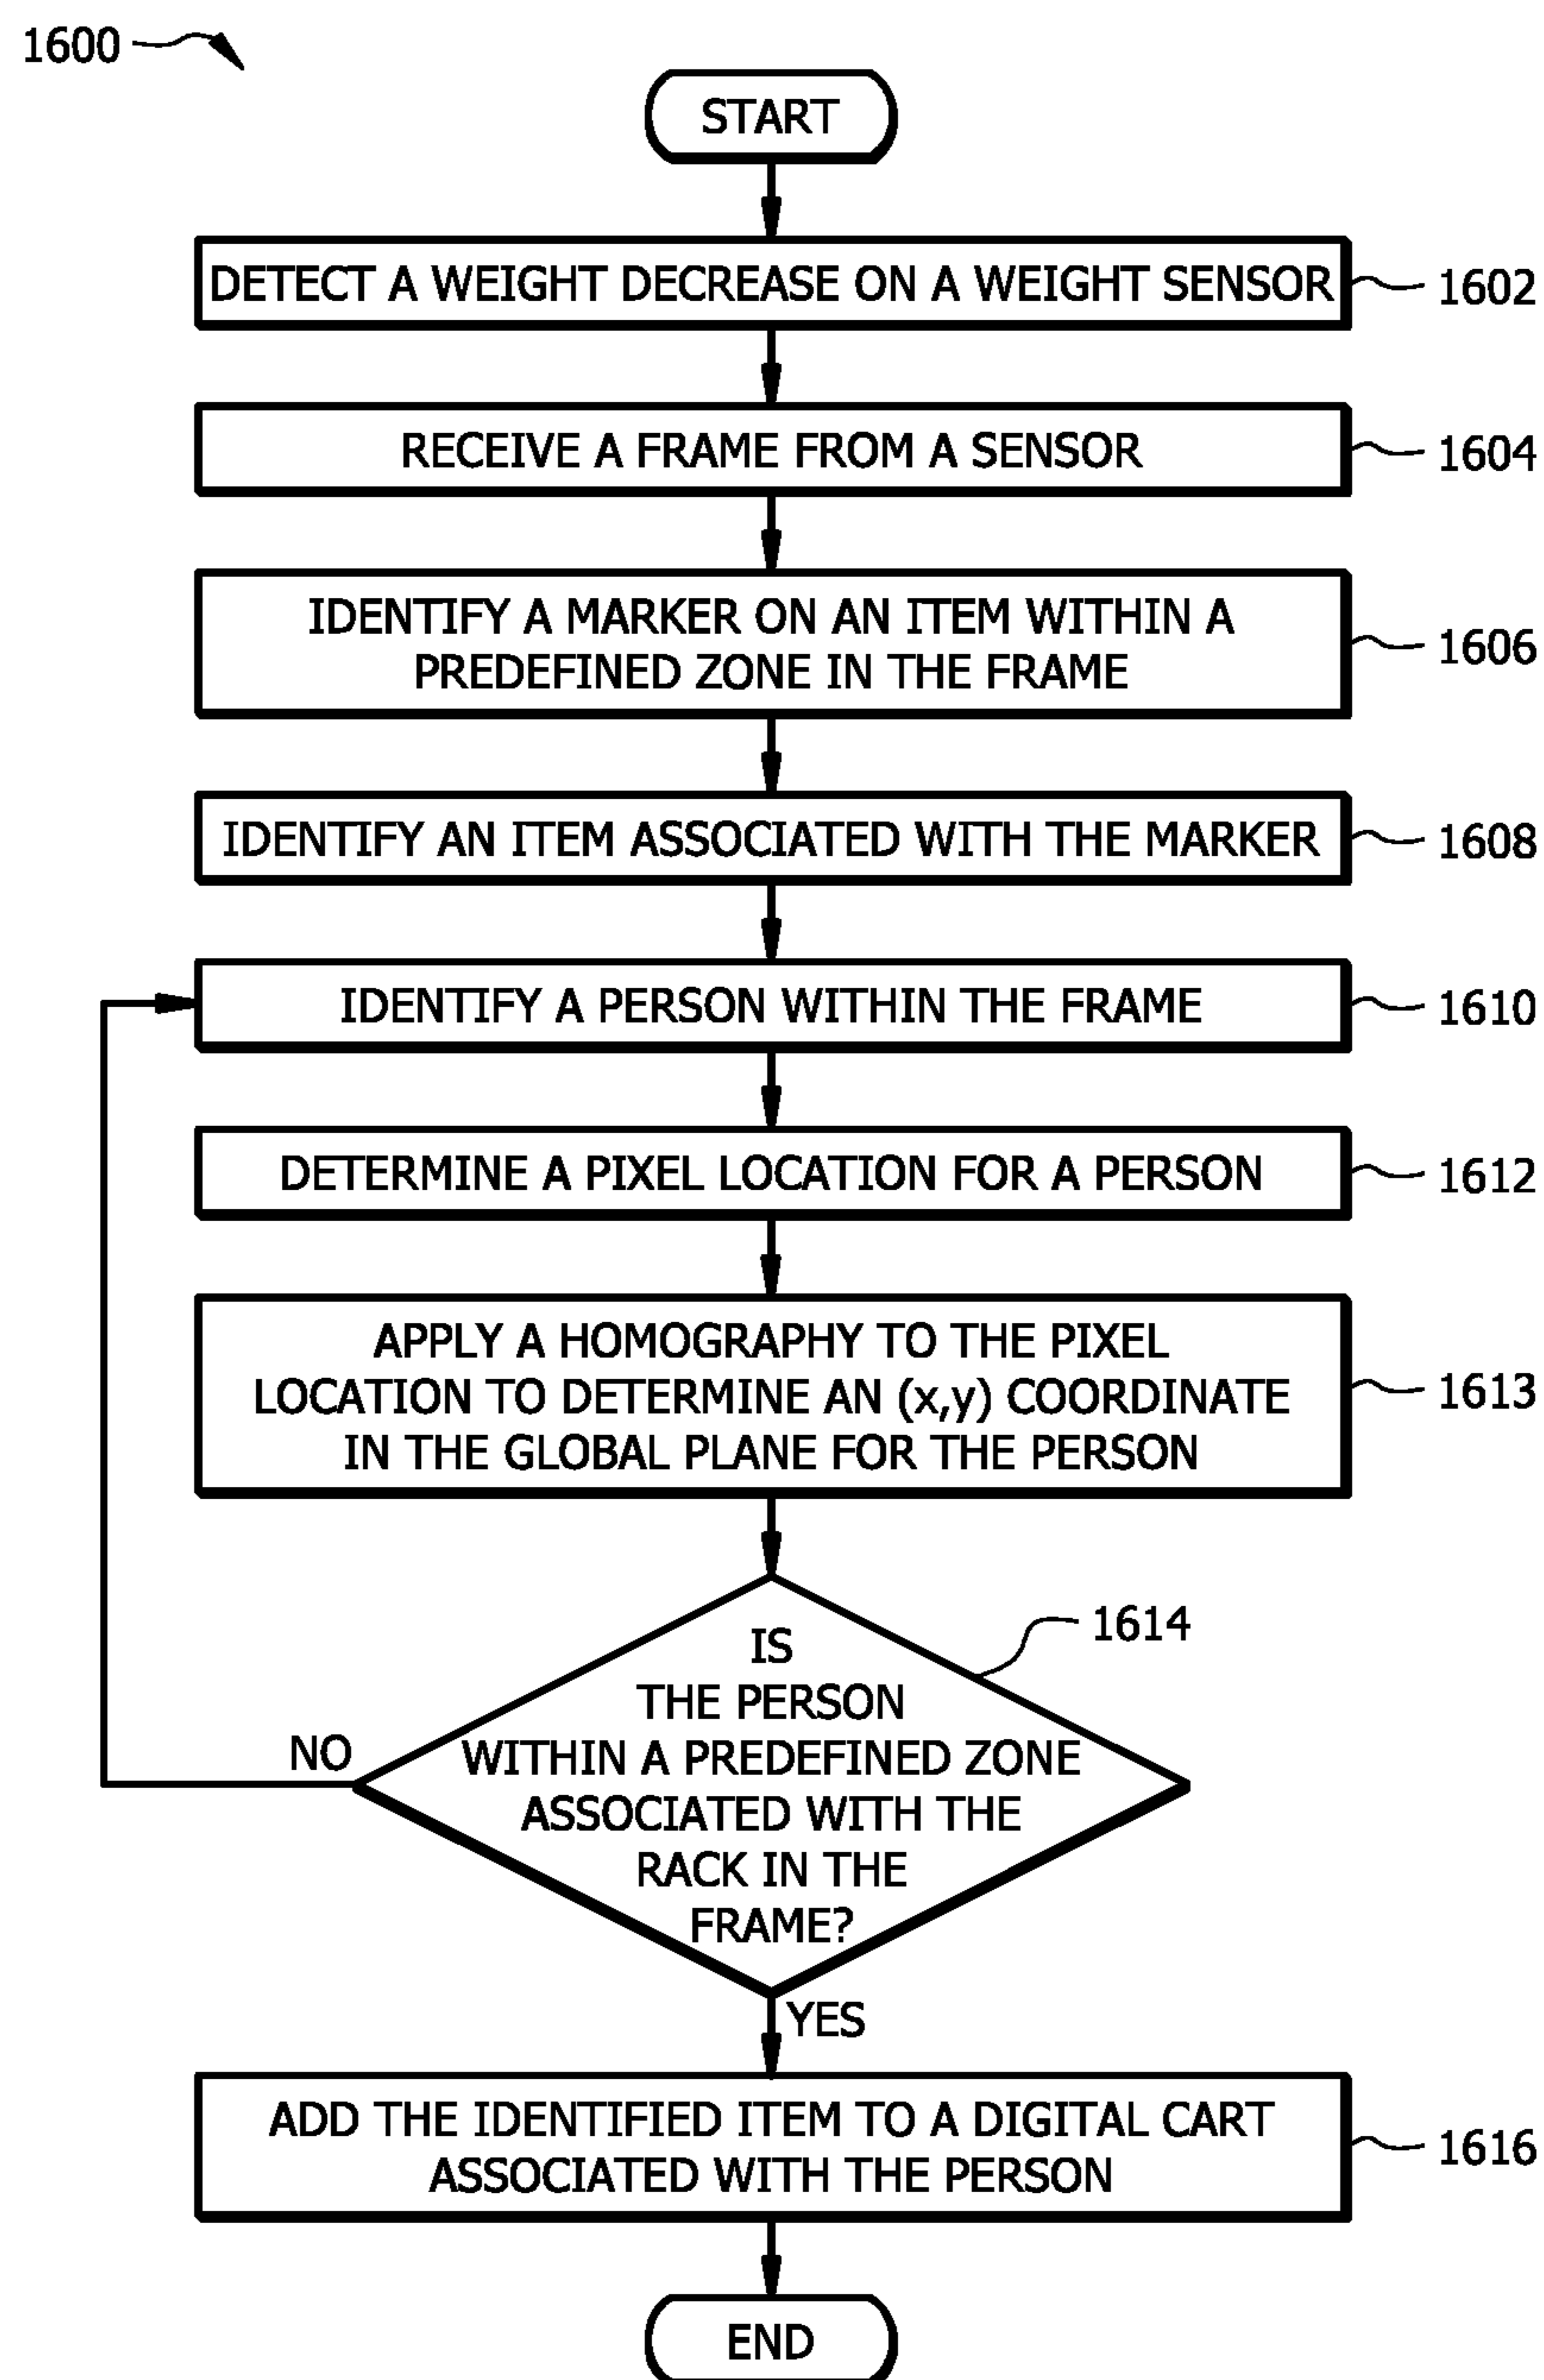 1600
START
DETECT A WEIGHT DECREASE ON A WEIGHT SENSOR
1602
RECEIVE A FRAME FROM A SENSOR
1604
IDENTIFY A MARKER ON AN ITEM WITHIN A
PREDEFINED ZONE IN THE FRAME
1606
IDENTIFY AN ITEM ASSOCIATED WITH THE MARKER
1608
IDENTIFY A PERSON WITHIN THE FRAME
1610
DETERMINE A PIXEL LOCATION FOR A PERSON
1612
APPLY A HOMOGRAPHY TO THE PIXEL
LOCATION TO DETERMINE AN (x,y) COORDINATE
IN THE GLOBAL PLANE FOR THE PERSON
1613
IS
THE PERSON
WITHIN A PREDEFINED ZONE
ASSOCIATED WITH THE
RACK IN THE
FRAME?
1614
NO
YES
ADD THE IDENTIFIED ITEM TO A DIGITAL CART
ASSOCIATED WITH THE PERSON
1616
END